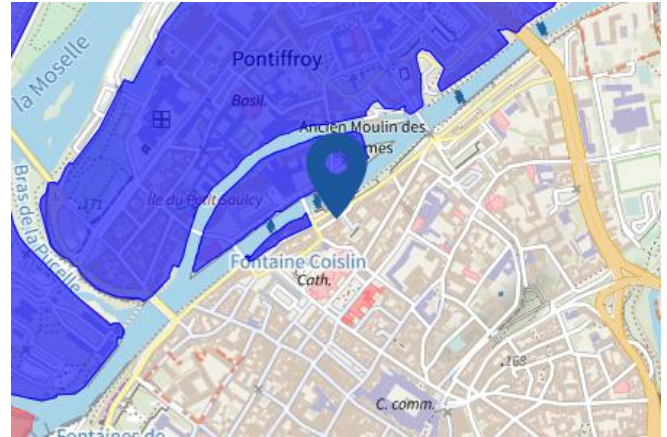 la Moselle
Pontiffroy
Basil.
Ancien Moulin des
mes
Île du Petit Saulcy
.171
Bras de la Pucelle
Fontaine Coislin
Cath.
.168
C. comm.
Fontaines de